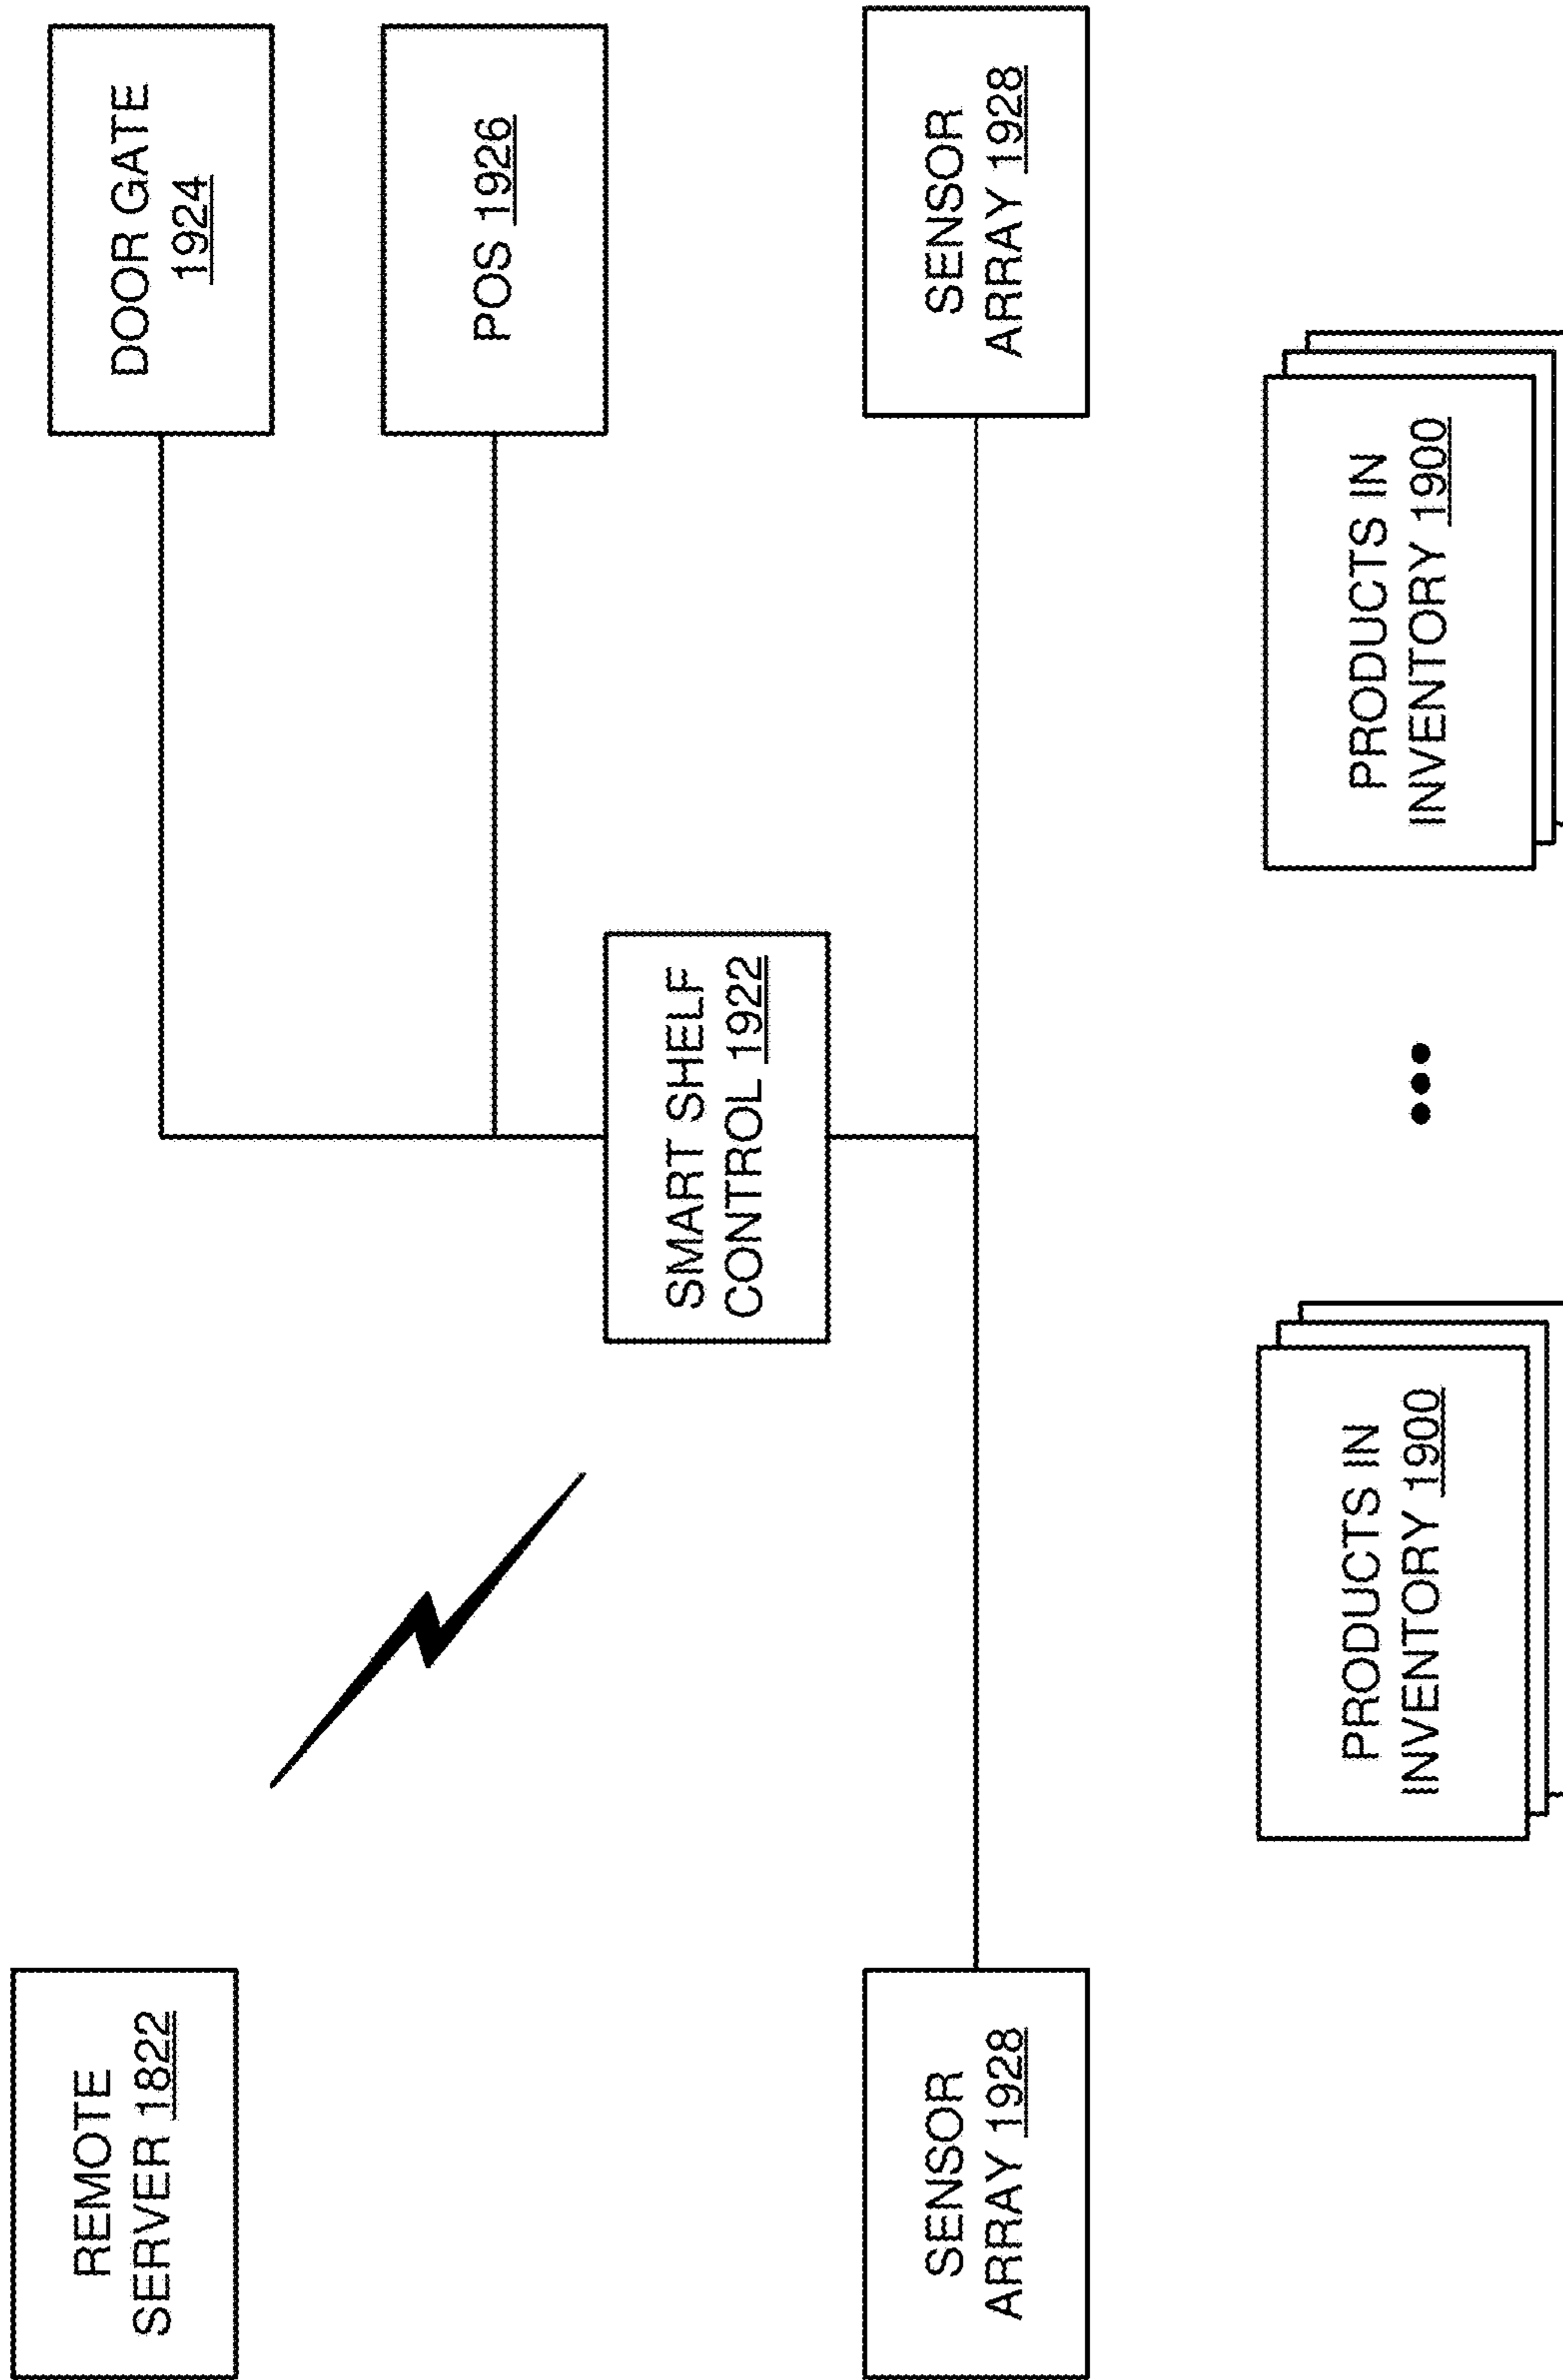 REMOTE
SERVER 1822
DOOR GATE
1924
POS 1926
SMART SHELF
CONTROL 1922
SENSOR
ARRAY 1928
SENSOR
ARRAY 1928
PRODUCTS IN
INVENTORY 1900
PRODUCTS IN
INVENTORY 1900